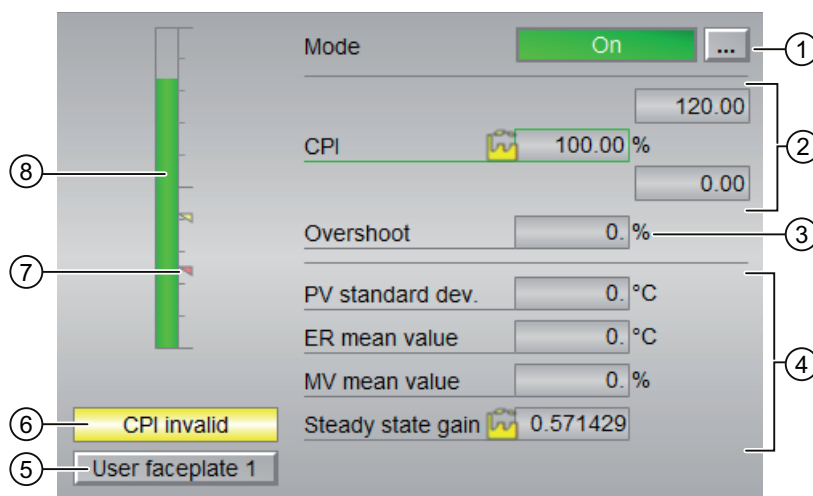 Mode On ... 1
120.00
CPI 100.00 % 2
0.00
8
Overshoot 0. % 3
7
PV standard dev. 0. °C
ER mean value 0. °C
4
MV mean value 0. %
6 CPI invalid Steady state gain 0.571429
5 User faceplate 1